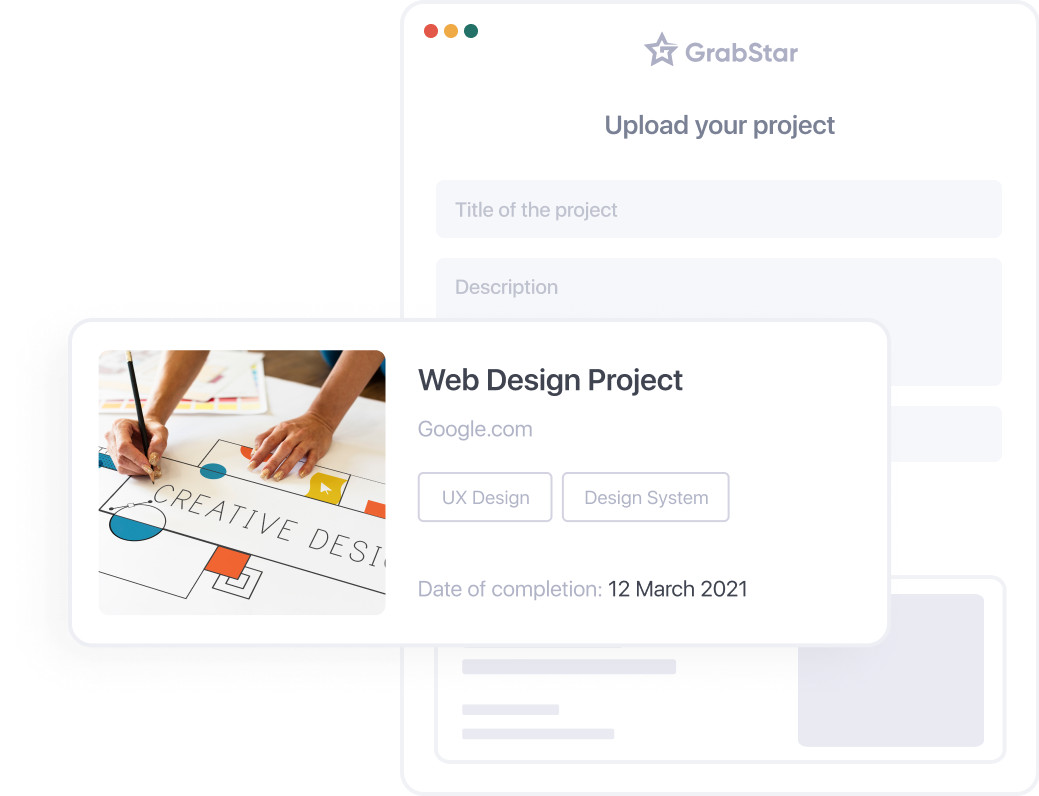 GrabStar
Upload your project
Title of the project
Description
Web Design Project
Google.com
UX Design
Design System
Date of completion: 12 March 2021
CREATIVE